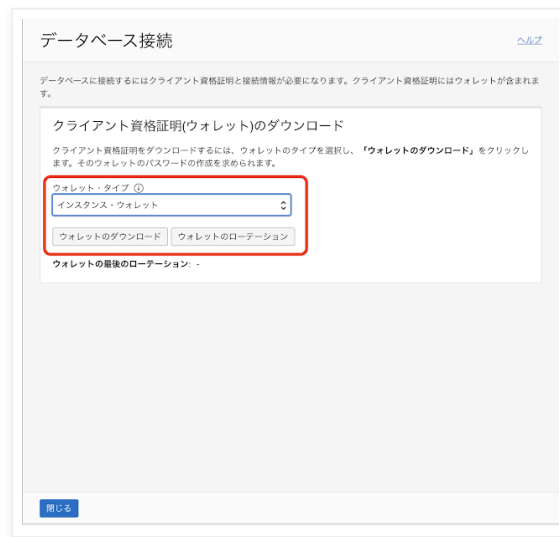 データベース接続
ヘルプ
データベースに接続するにはクライアント資格証明と接続情報が必要になります。クライアント資格証明にはウォレットが含まれま
す。
クライアント資格証明(ウォレット)のダウンロード
クライアント資格証明をダウンロードするには、ウォレットのタイプを選択し、「ウォレットのダウンロード」をクリックし
ます。そのウォレットのパスワードの作成を求められます。
ウォレット・タイプ
インスタンス・ウォレット
ウォレットのダウンロード ウォレットのローテーション
ウォレットの最後のローテーション: -
閉じる